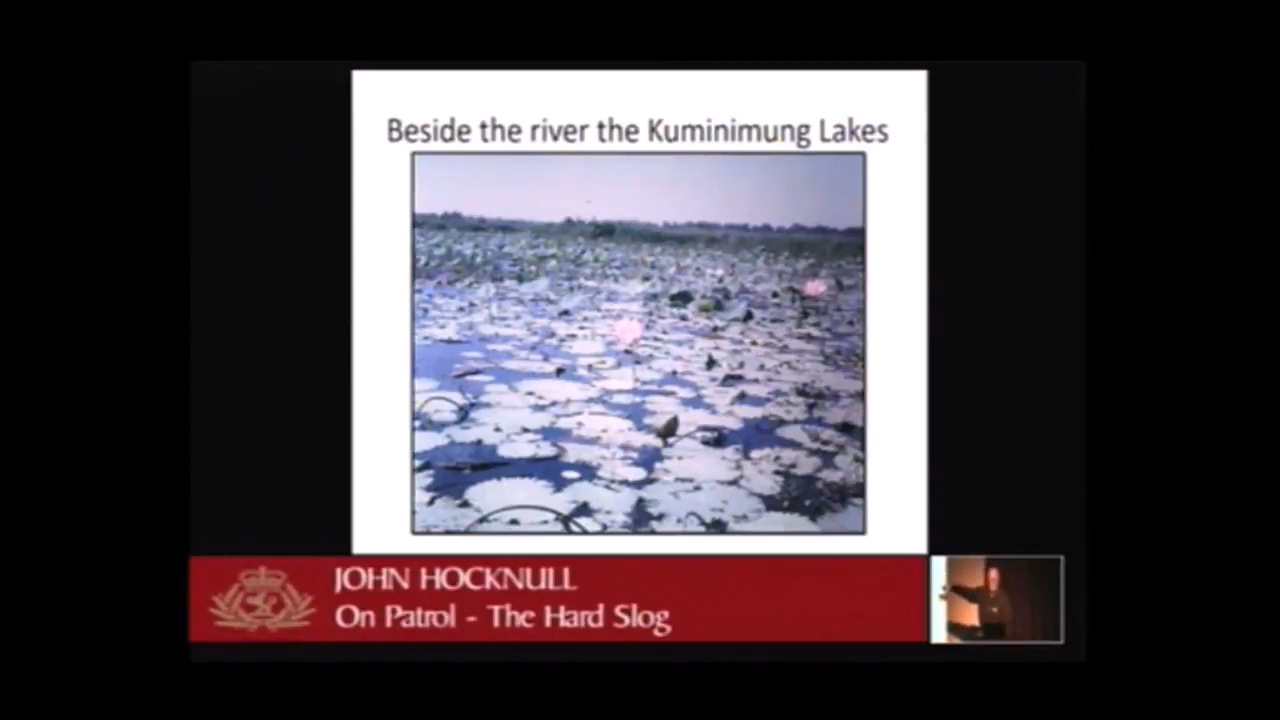 Beside the river the Kuminimung Lakes
JOHN HOCKNULL
On Patrol - The Hard Slog